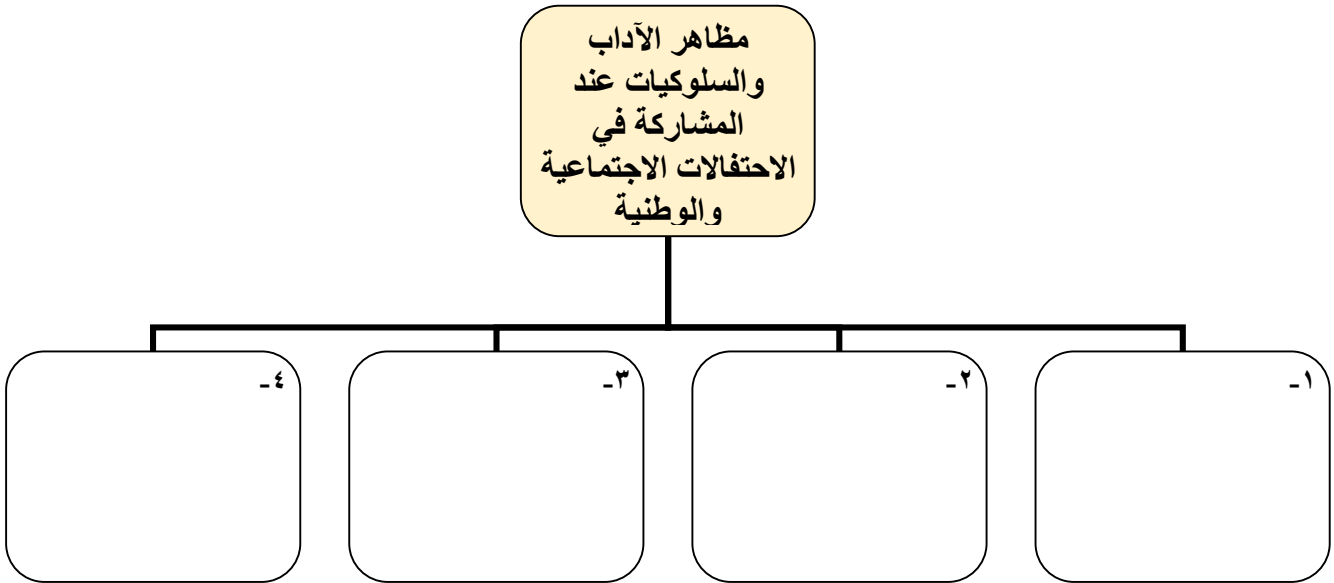 مظاهر الآداب
والسلوكيات عند
المشاركة في
الاحتفالات الاجتماعية
والوطنية
١-
٢-
٣-
٤-